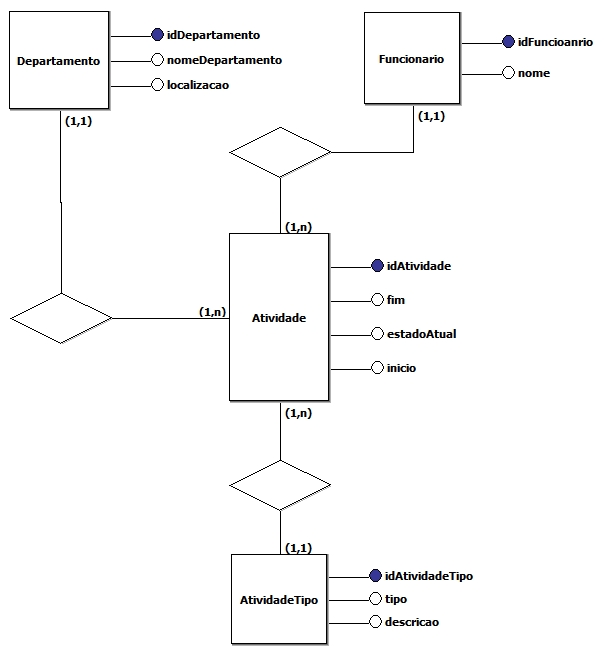 Departamento
idDepartamento
nomeDepartamento
localizacao
(1,1)
Funcionario
idFuncioanrio
nome
(1,1)
(1,n)
(1,n)
Atividade
idAtividade
fim
estadoAtual
inicio
(1,n)
(1,1)
AtividadeTipo
idAtividadeTipo
tipo
descricao